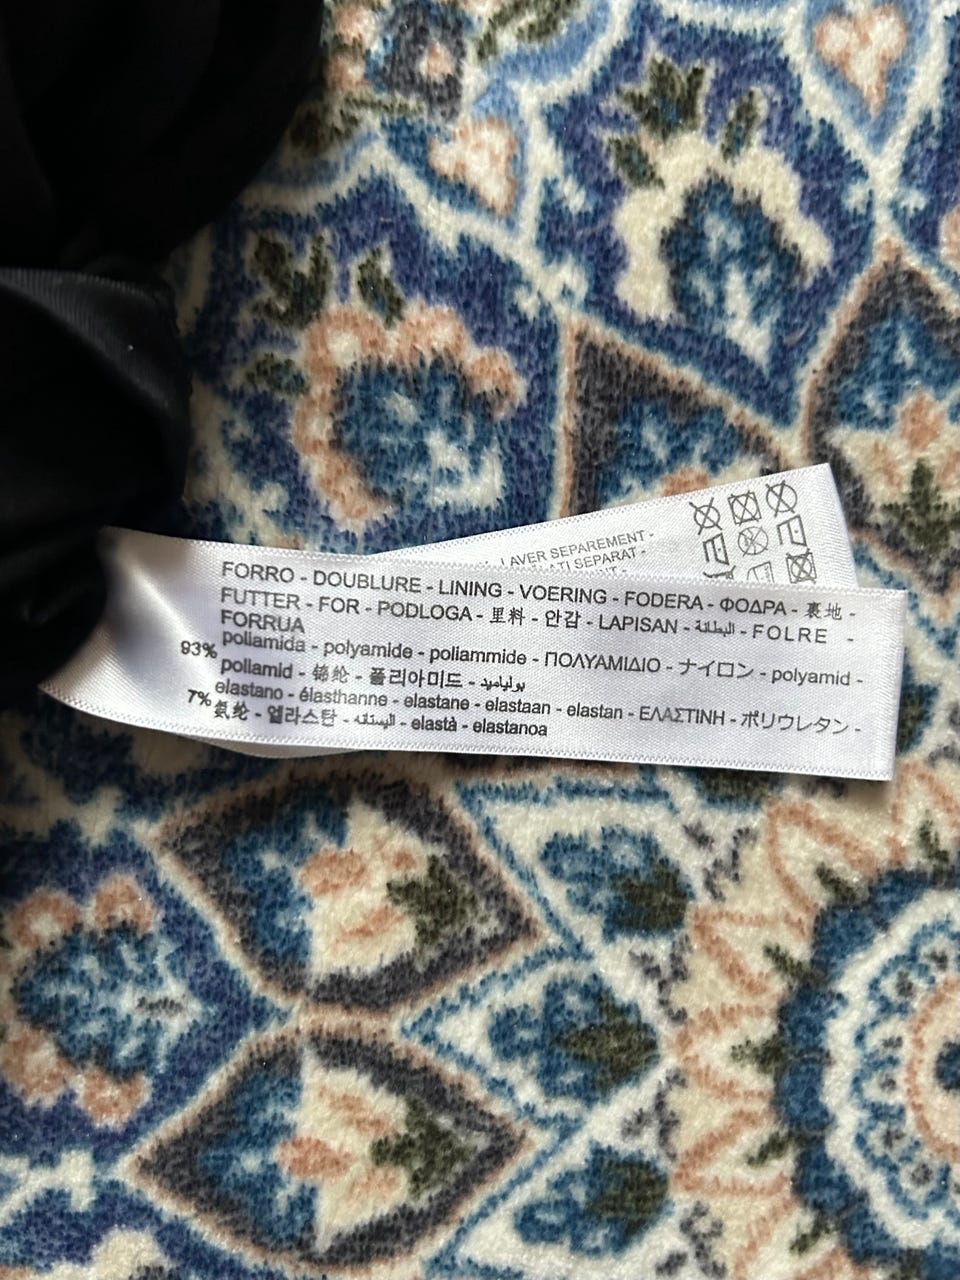 LAVER SEPAREMENT -
ATI SEPARAT -
FORRO - DOUBLURE - LINING - VOERING - FODERA - ΦΟΔΡΑ - 裏地 -
FUTTER - FOR - PODLOGA - 里料 - 안감 - LAPISAN - البطانة - FOLRE -
FORRUA
93% poliamida - polyamide - poliammide - ΠΟΛΥΑΜΙΔΙΟ - ナイロン - polyamid -
poliamid - 锦纶 - 폴리아미드 - بولياميد
7% elastano - élasthanne - elastane - elastaan - elastan - ΕΛΑΣΤΙΝΗ - ポリウレタン -
氨纶 - 엘라스탄 - اليستانه - elastà - elastanoa